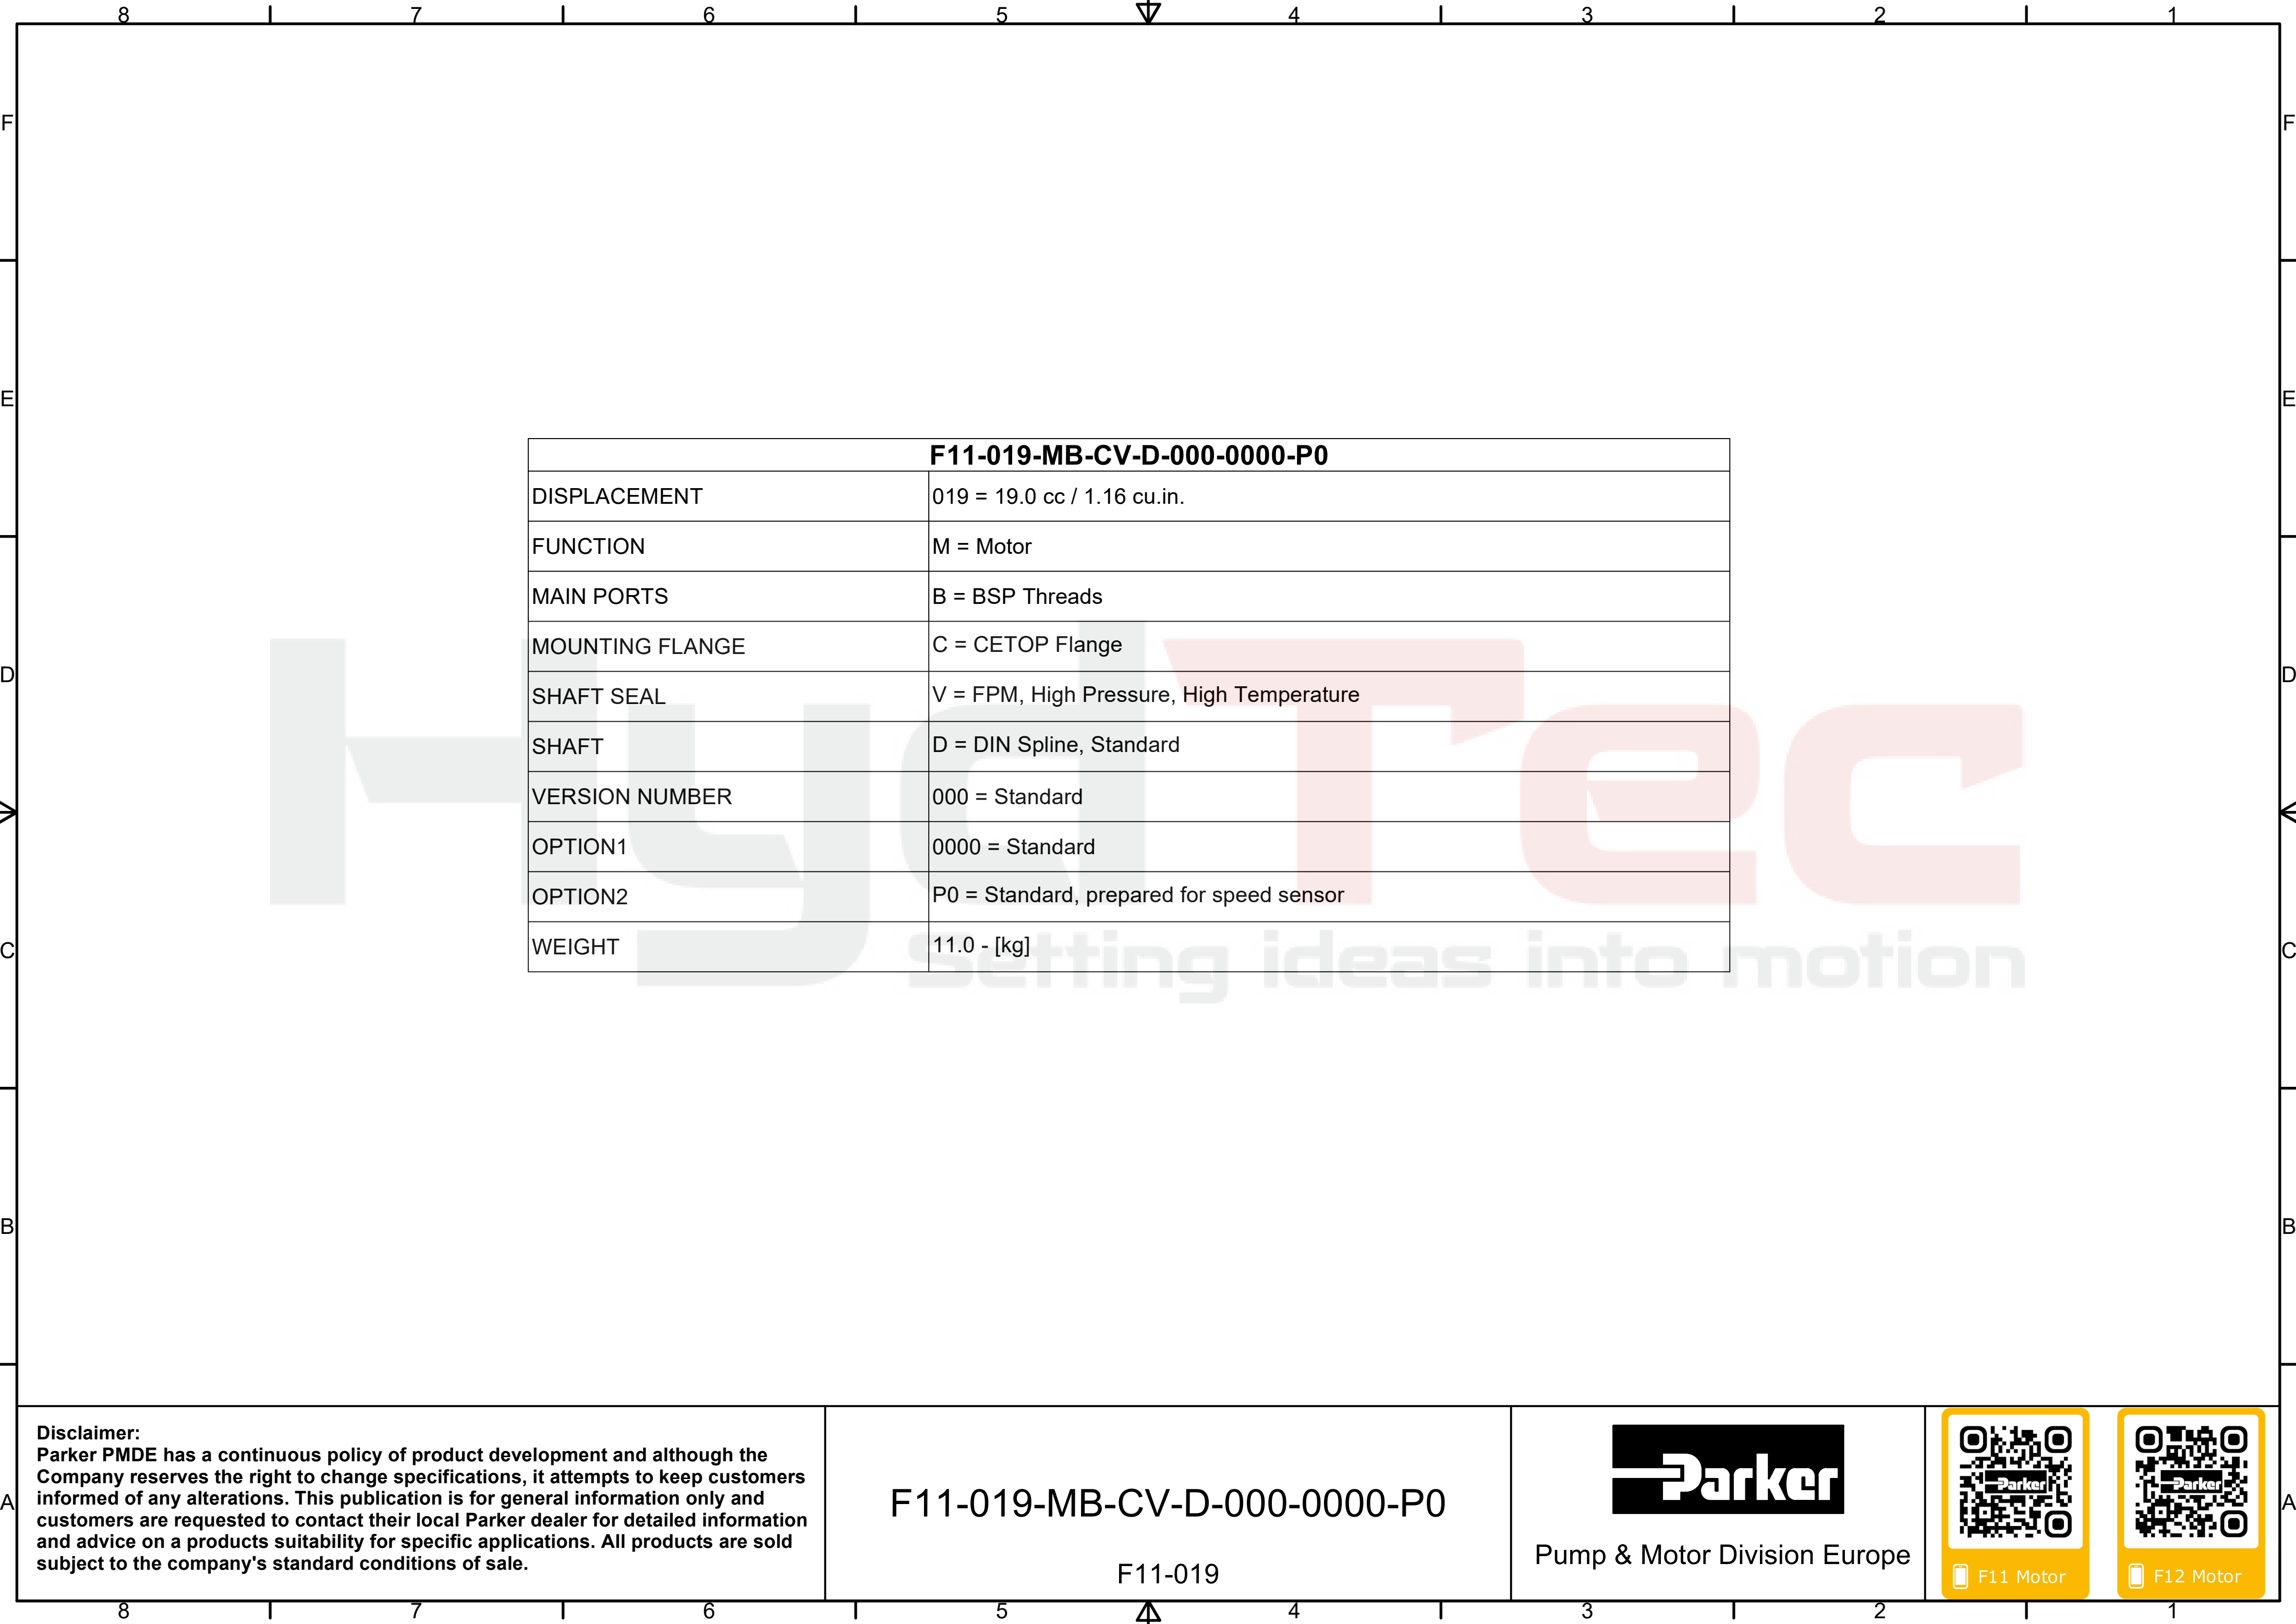 8 7 6 5 4 3 2 1
F F
E E
F11-019-MB-CV-D-000-0000-P0
DISPLACEMENT 019 = 19.0 cc / 1.16 cu.in.
FUNCTION M = Motor
MAIN PORTS B = BSP Threads
MOUNTING FLANGE C = CETOP Flange
D D
SHAFT SEAL V = FPM, High Pressure, High Temperature
SHAFT D = DIN Spline, Standard
VERSION NUMBER 000 = Standard
OPTION1 0000 = Standard
OPTION2 P0 = Standard, prepared for speed sensor
WEIGHT 11.0 - [kg]
HydTec
Setting ideas into motion
C C
B B
Disclaimer:
Parker PMDE has a continuous policy of product development and although the
Company reserves the right to change specifications, it attempts to keep customers
informed of any alterations. This publication is for general information only and
customers are requested to contact their local Parker dealer for detailed information
and advice on a products suitability for specific applications. All products are sold
subject to the company's standard conditions of sale.
A A
F11-019-MB-CV-D-000-0000-P0
F11-019
Parker
Pump & Motor Division Europe
Parker
F11 Motor
Parker
F12 Motor
8 7 6 5 4 3 2 1